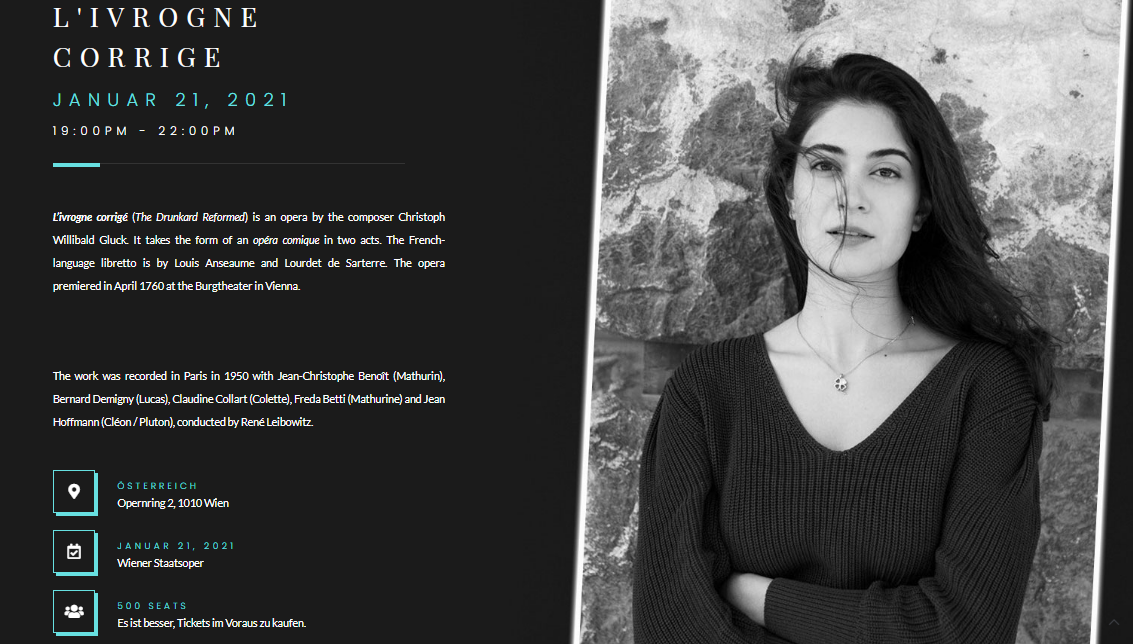 L'IVROGNE
CORRIGE
JANUAR 21, 2021
19:00PM - 22:00PM
L'ivrogne corrigé (The Drunkard Reformed) is an opera by the composer Christoph
Willibald Gluck. It takes the form of an opéra comique in two acts. The French-
language libretto is by Louis Anseaume and Lourdet de Sarterre. The opera
premiered in April 1760 at the Burgtheater in Vienna.
The work was recorded in Paris in 1950 with Jean-Christophe Benoît (Mathurin),
Bernard Demigny (Lucas), Claudine Collart (Colette), Freda Betti (Mathurine) and Jean
Hoffmann (Cléon / Pluton), conducted by René Leibowitz.
ÖSTERREICH
Opernring 2, 1010 Wien
JANUAR 21, 2021
Wiener Staatsoper
500 SEATS
Es ist besser, Tickets im Voraus zu kaufen.